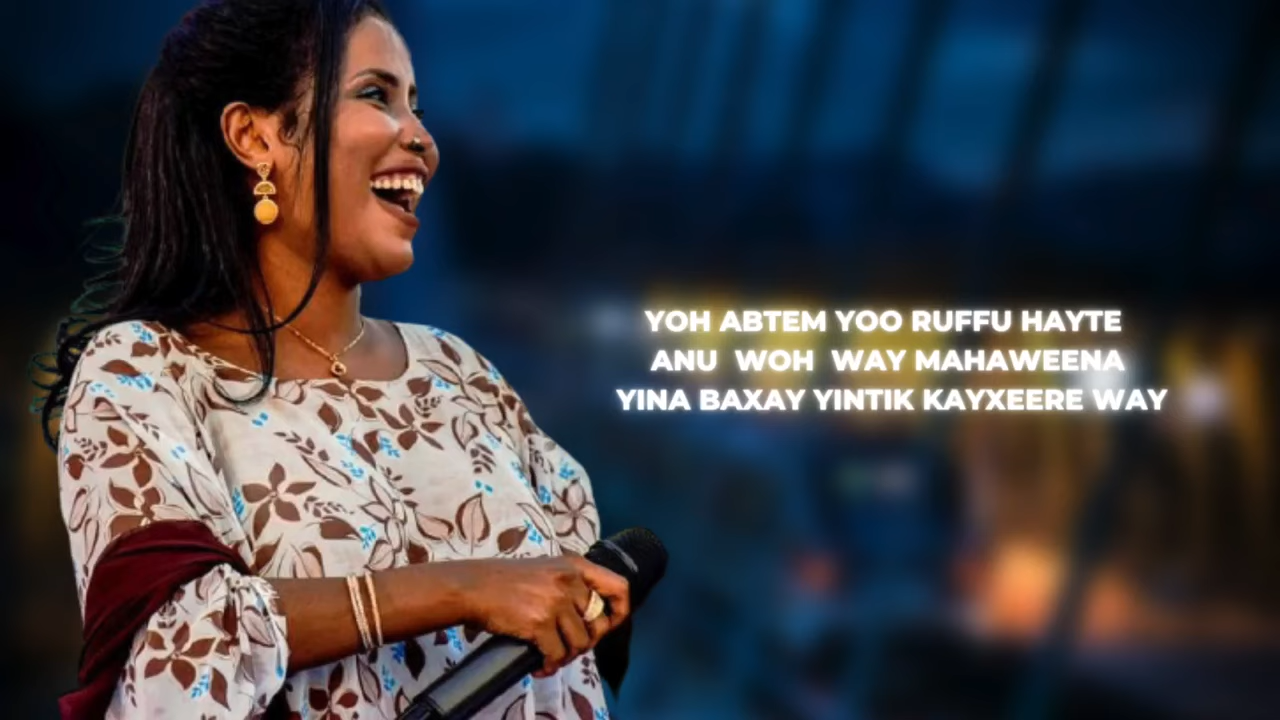 YOH ABTEM YOO RUFFU HAYTE
ANU WOH WAY MAHAWEENA
YINA BAXAY YINTIK KAYXEERE WAY